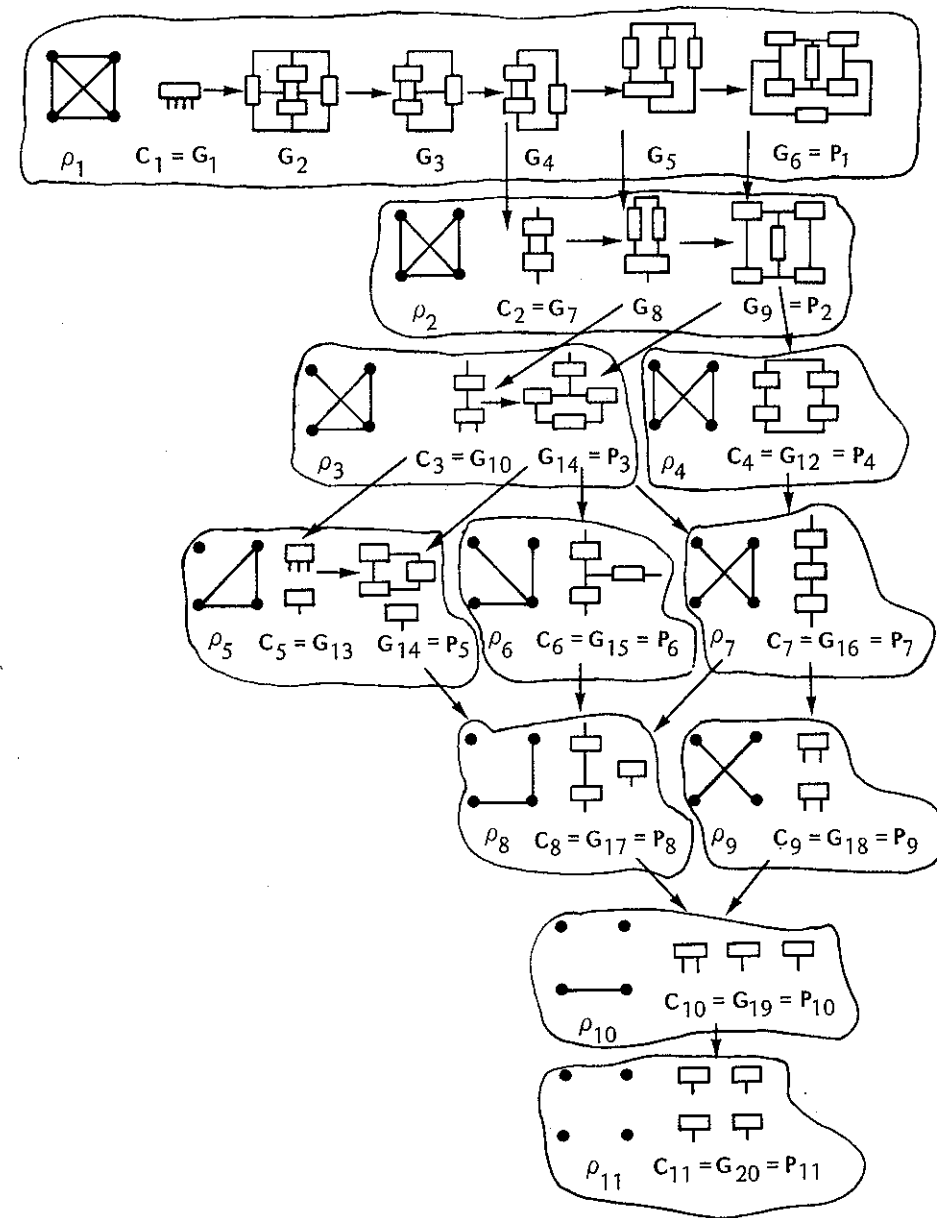 ρ1 C1 = G1 G2 G3 G4 G5 G6 = P1
ρ2 C2 = G7 G8 G9 = P2
ρ3 C3 = G10 G14 = P3 ρ4 C4 = G12 = P4
ρ5 C5 = G13 G14 = P5 ρ6 C6 = G15 = P6 ρ7 C7 = G16 = P7
ρ8 C8 = G17 = P8 ρ9 C9 = G18 = P9
ρ10 C10 = G19 = P10
ρ11 C11 = G20 = P11